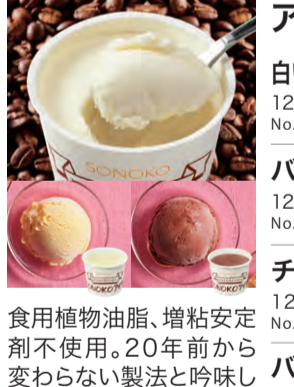 SONOKO
食用植物油脂、増粘安定
剤不使用。20年前から
変わらない製法と吟味し
ア
白
12
No.
バ
12
No.
チ
12
No.
バ